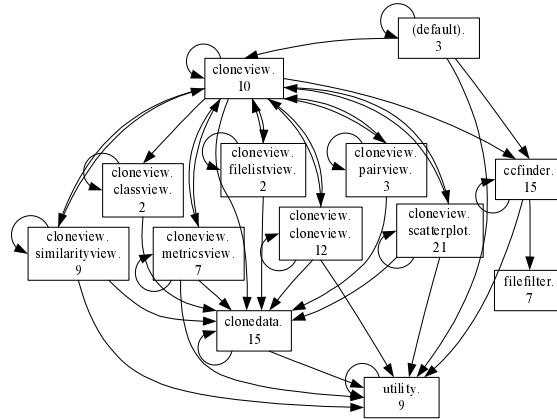 (default).
3
cloneview.
10
cloneview.
classview.
2
cloneview.
filelistview.
2
cloneview.
pairview.
3
ccfinder.
15
cloneview.
similarityview.
9
cloneview.
metricsview.
7
cloneview.
cloneview.
12
cloneview.
scatterplot.
21
filefilter.
7
clonedata.
15
utility.
9